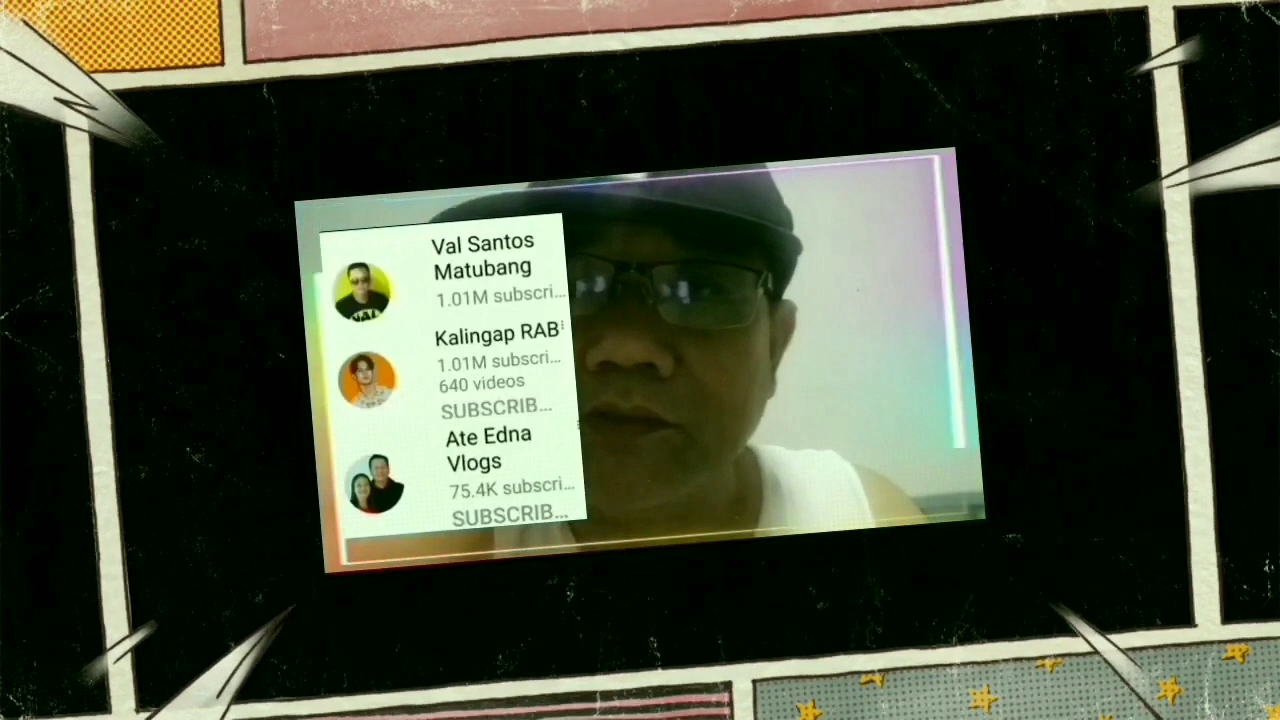 Val Santos
Matubang
1.01M subscri...
Kalingap RAB
1.01M subscri...
640 videos
SUBSCRIB...
Ate Edna
Vlogs
75.4K subscri...
SUBSCRIB...